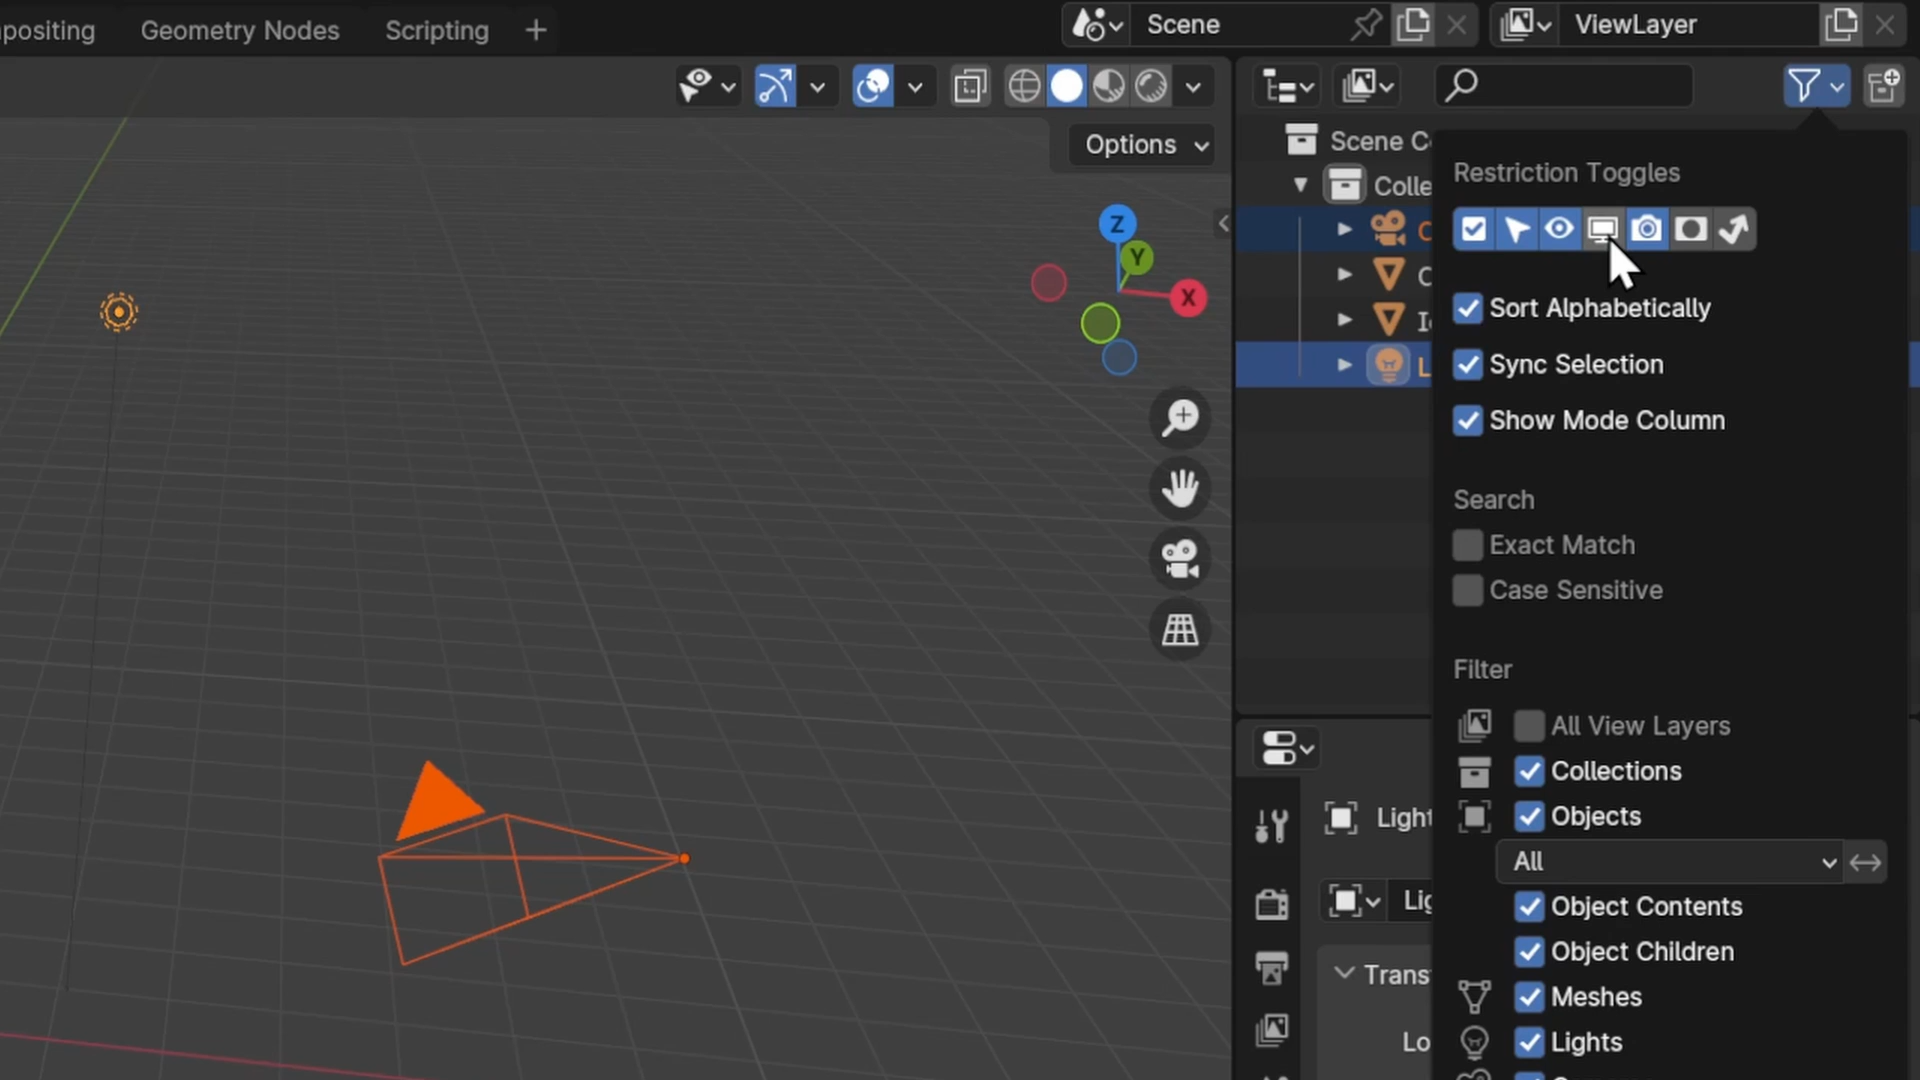 positing Geometry Nodes Scripting + Scene ViewLayer
Options
Z
Y
X
Scene C
Colle
C
C
L
Restriction Toggles
Sort Alphabetically
Sync Selection
Show Mode Column
Search
Exact Match
Case Sensitive
Filter
All View Layers
Collections
Objects
All
Object Contents
Object Children
Meshes
Lights
Light
Lig
Trans
Lo